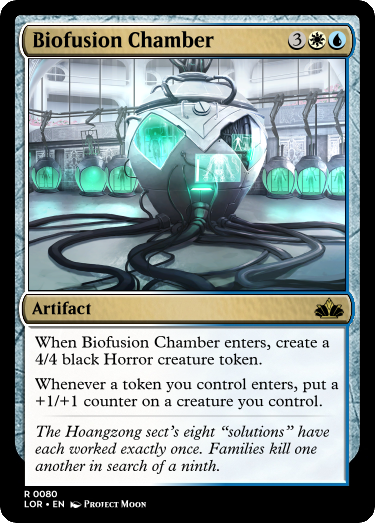 Biofusion Chamber 3
Artifact
When Biofusion Chamber enters, create a
4/4 black Horror creature token.
Whenever a token you control enters, put a
+1/+1 counter on a creature you control.
The Hoangzong sect's eight “solutions” have
each worked exactly once. Families kill one
another in search of a ninth.
R 0080
LOR • EN Project Moon